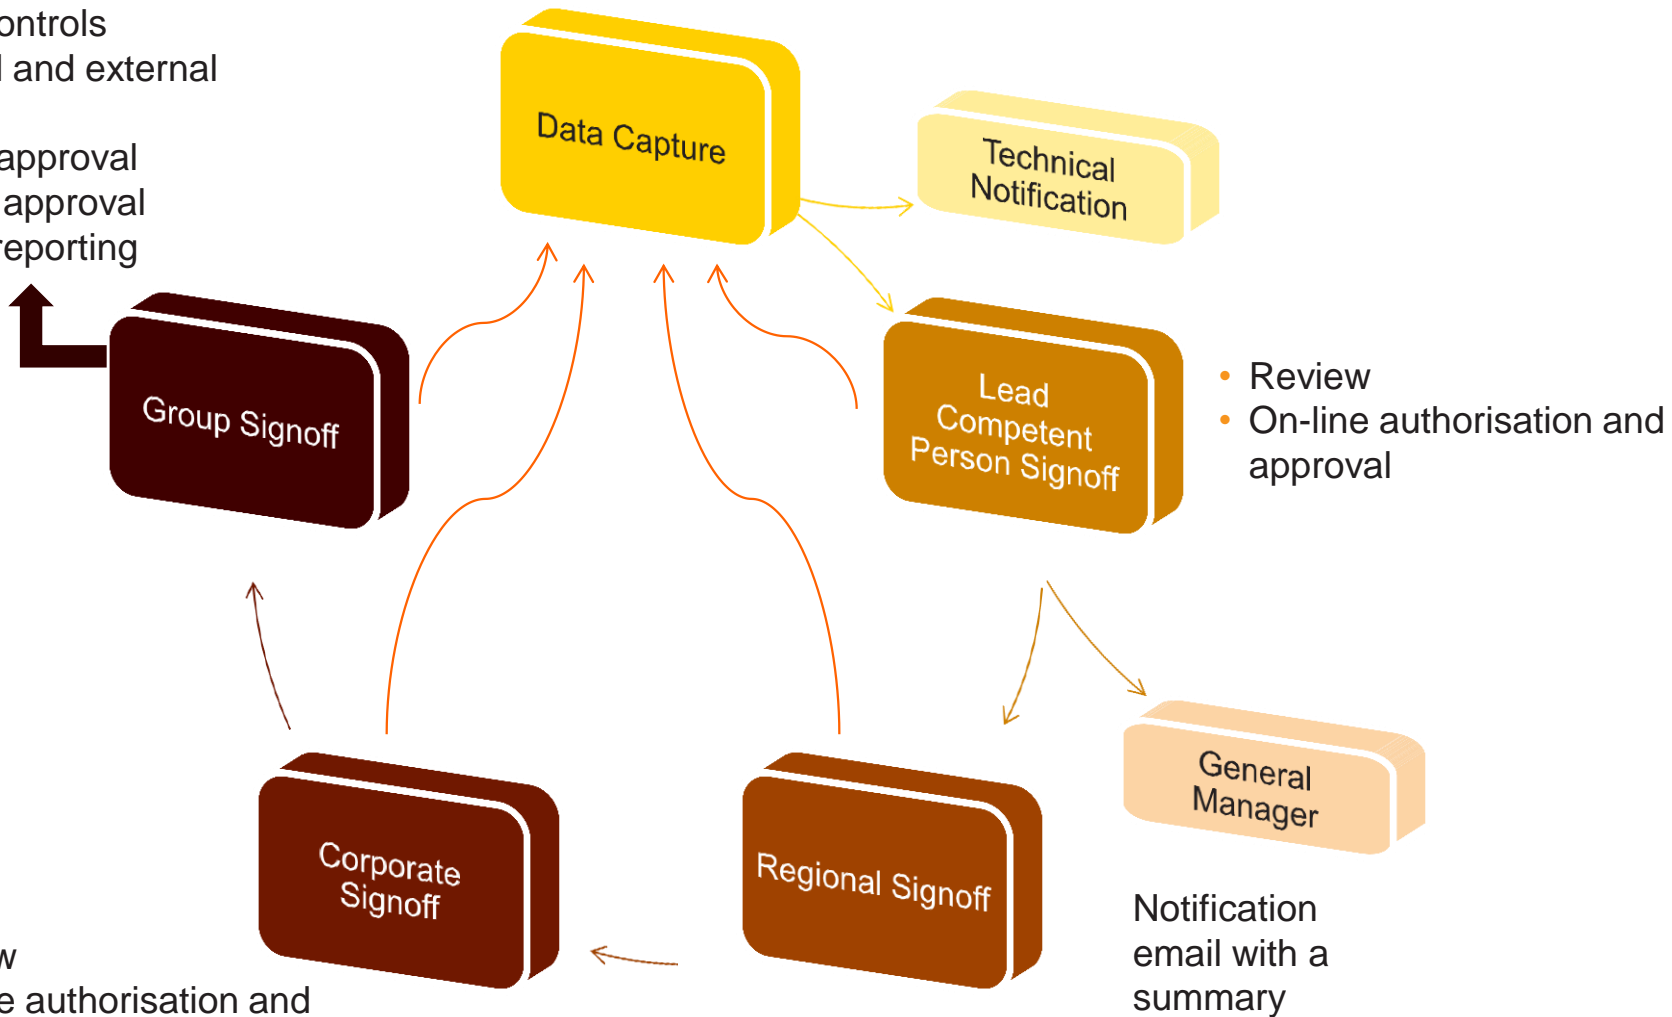 ontrols
l and external
approval
approval
reporting
Data Capture
Technical
Notification
Group Signoff
Lead
Competent
Person Signoff
• Review
• On-line authorisation and
approval
General
Manager
Corporate
Signoff
Regional Signoff
Notification
email with a
summary
w
e authorisation and